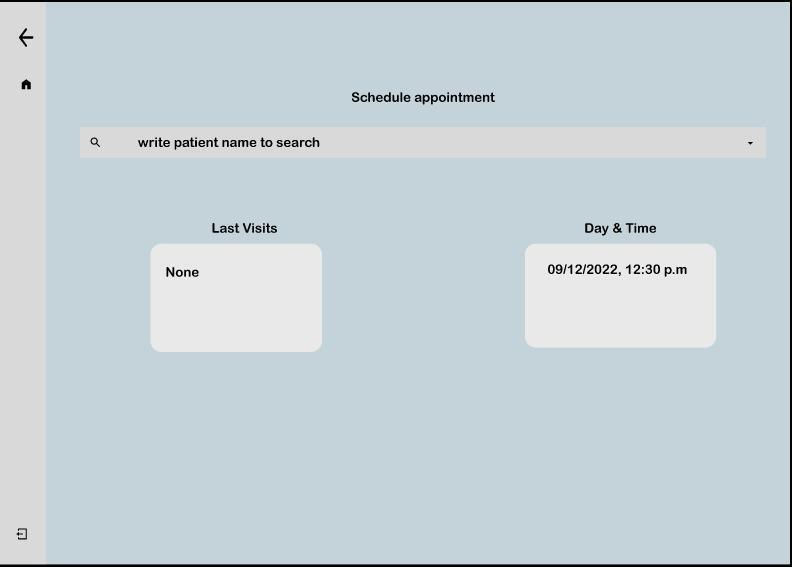 Schedule appointment
write patient name to search
Last Visits
Day & Time
None
09/12/2022, 12:30 p.m